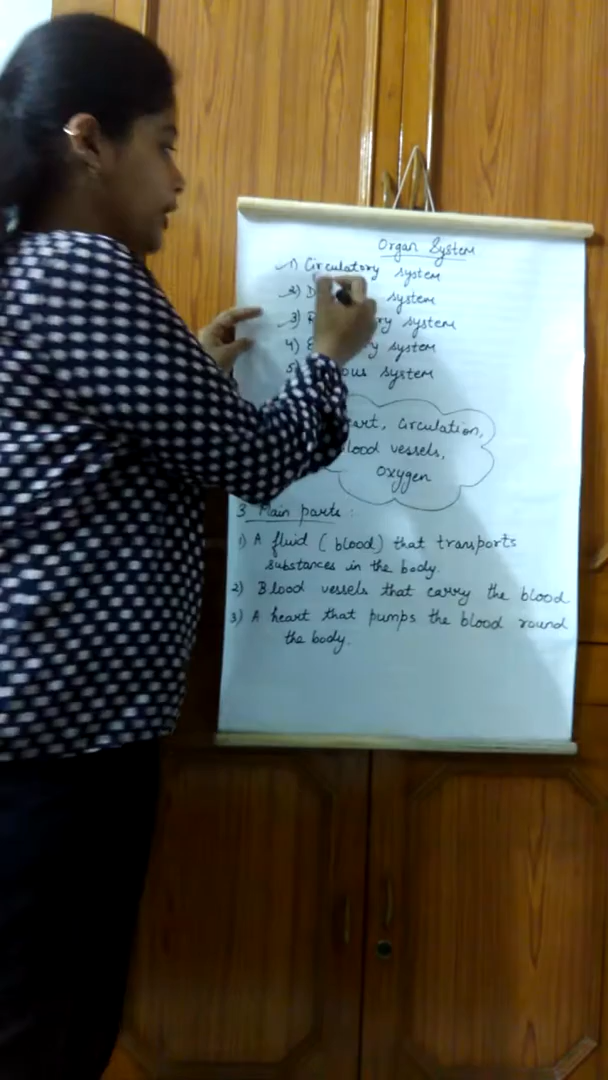 Organ System
1) Circulatory system
2) system
3) system
4) system
5) system
circulation,
blood vessels,
oxygen
3 Main parts:
1) A fluid (blood) that transports
substances in the body.
2) Blood vessels that carry the blood
3) A heart that pumps the blood round
the body.